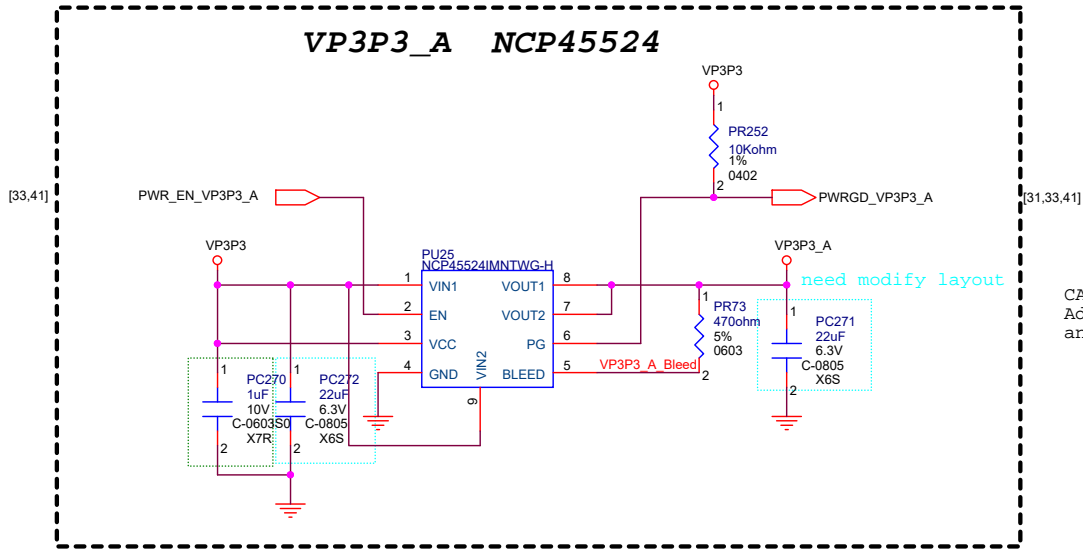 VP3P3_A NCP45524
VP3P3
1
PR252
10Kohm
1%
0402
2
[33,41]
PWR_EN_VP3P3_A
PWRGD_VP3P3_A
[31,33,41]
VP3P3
PU25
NCP45524IMNTWG-H
VP3P3_A
need modify layout
1 VIN1 VOUT1 8
2 EN VOUT2 7
3 VCC PG 6
4 GND VIN2 BLEED 5
9
1
PR73
470ohm
5%
0603
2
VP3P3_A_Bleed
1
PC271
22uF
6.3V
C-0805
X6S
2
1
PC270
1uF
10V
C-0603S0
X7R
2
1
PC272
22uF
6.3V
C-0805
X6S
2
CA
Ad
an